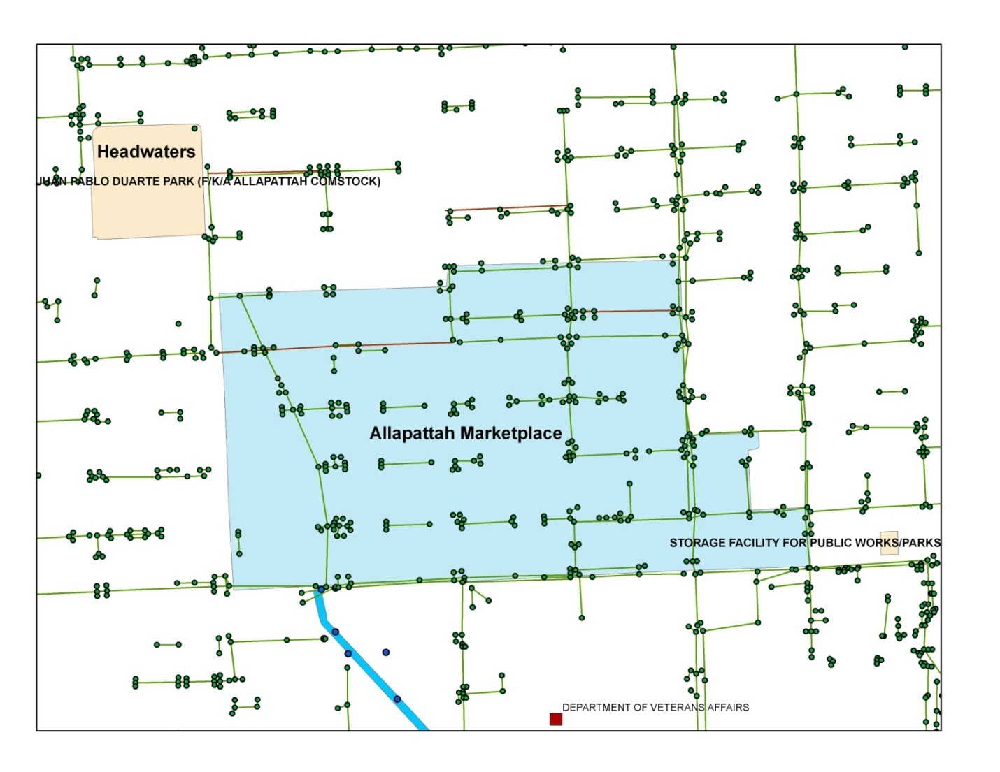 Headwaters
JUAN PABLO DUARTE PARK (F/K/A ALLAPATTAH COMSTOCK)
Allapattah Marketplace
STORAGE FACILITY FOR PUBLIC WORKS/PARKS
DEPARTMENT OF VETERANS AFFAIRS